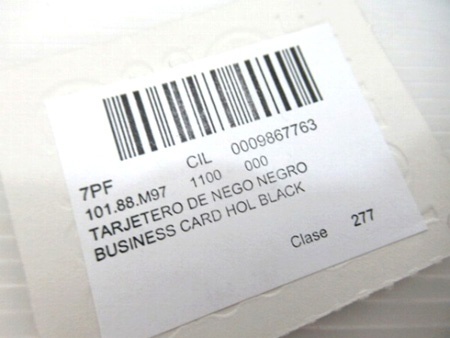 7PF CIL 0009867763
101.88.M97 1100 000
TARJETERO DE NEGO NEGRO
BUSINESS CARD HOL BLACK
Clase 277